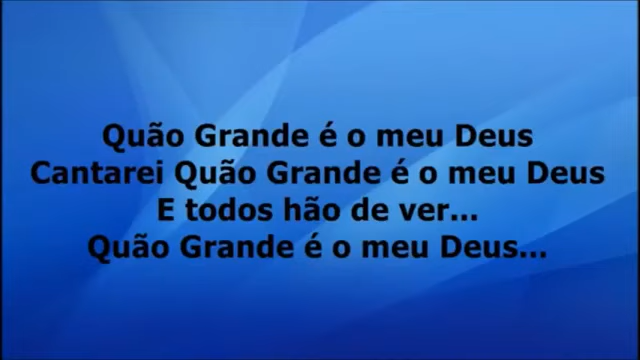 Quão Grande é o meu Deus
Cantarei Quão Grande é o meu Deus
E todos hão de ver...
Quão Grande é o meu Deus...